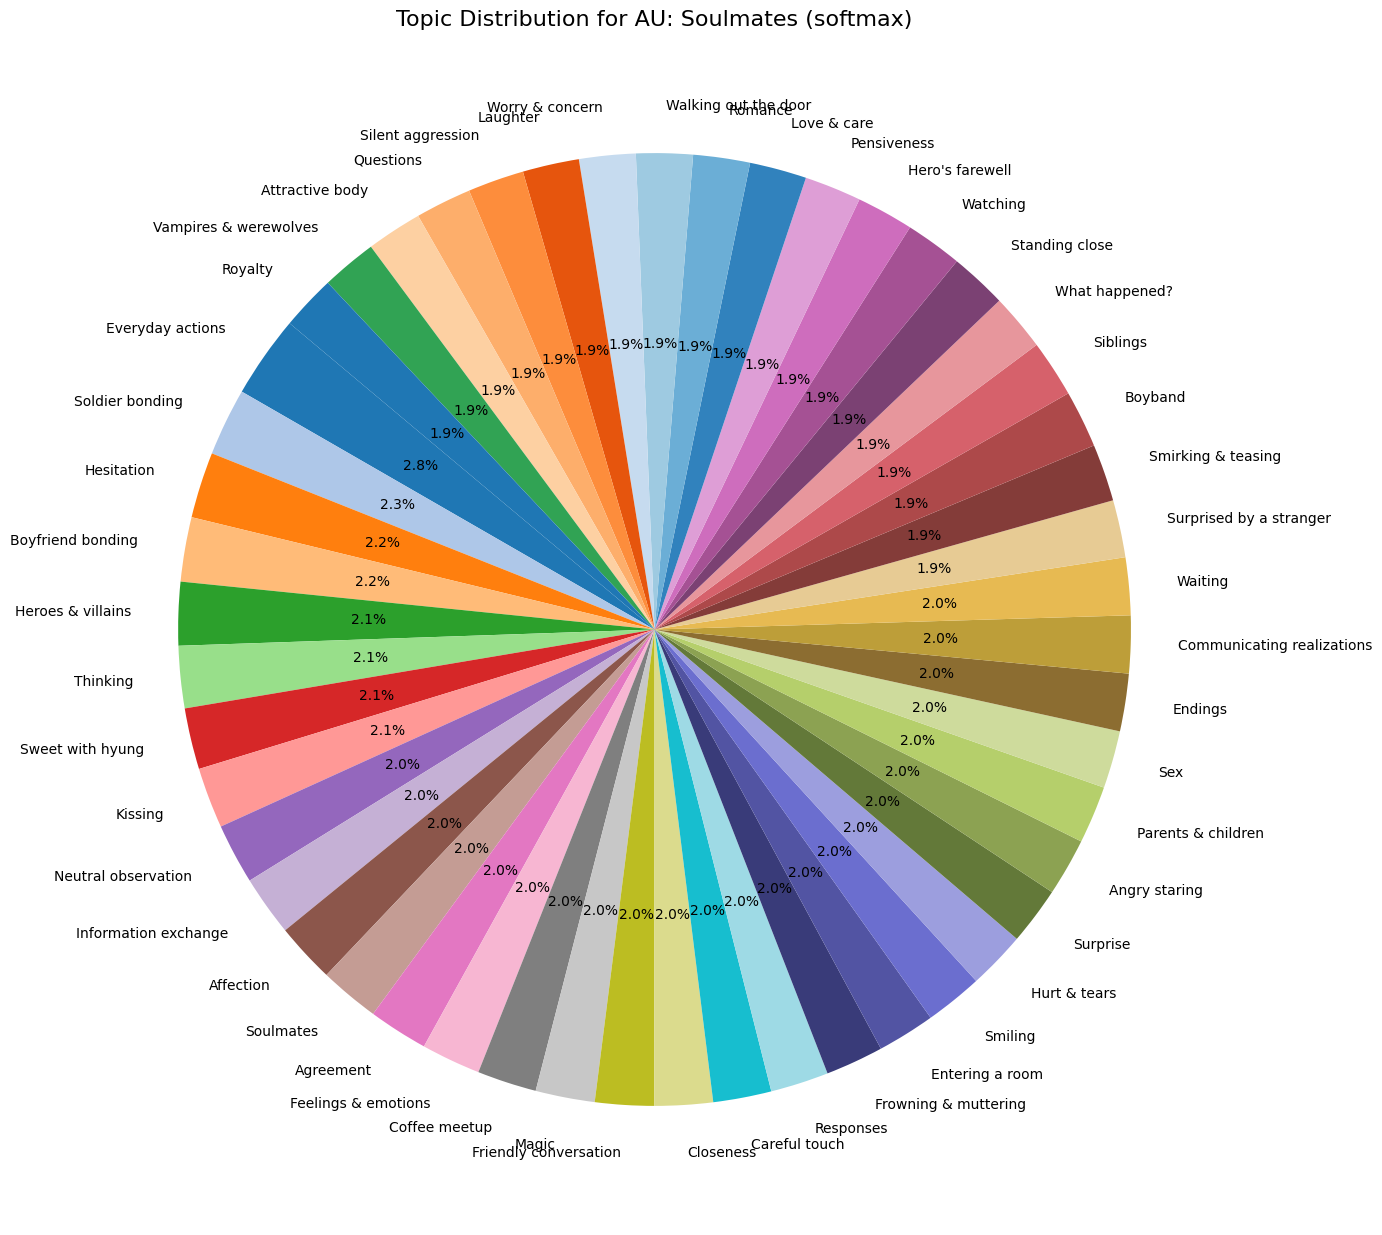 Topic Distribution for AU: Soulmates (softmax)
Everyday actions
2.8%
Soldier bonding
2.3%
Hesitation
2.2%
Boyfriend bonding
2.2%
Heroes & villains
2.1%
Thinking
2.1%
Sweet with hyung
2.1%
Kissing
2.1%
Neutral observation
2.0%
Information exchange
2.0%
Affection
2.0%
Soulmates
2.0%
Agreement
2.0%
Feelings & emotions
2.0%
Coffee meetup
2.0%
Magic
2.0%
Friendly conversation
2.0%
Closeness
2.0%
Careful touch
2.0%
Responses
2.0%
Frowning & muttering
2.0%
Entering a room
2.0%
Smiling
2.0%
Hurt & tears
2.0%
Surprise
2.0%
Angry staring
2.0%
Parents & children
2.0%
Sex
2.0%
Endings
2.0%
Communicating realizations
2.0%
Waiting
2.0%
Surprised by a stranger
1.9%
Smirking & teasing
1.9%
Boyband
1.9%
Siblings
1.9%
What happened?
1.9%
Standing close
1.9%
Watching
1.9%
Hero's farewell
1.9%
Pensiveness
1.9%
Love & care
1.9%
Romance
1.9%
Walking out the door
1.9%
Worry & concern
1.9%
Laughter
1.9%
Silent aggression
1.9%
Questions
1.9%
Attractive body
1.9%
Vampires & werewolves
1.9%
Royalty
1.9%